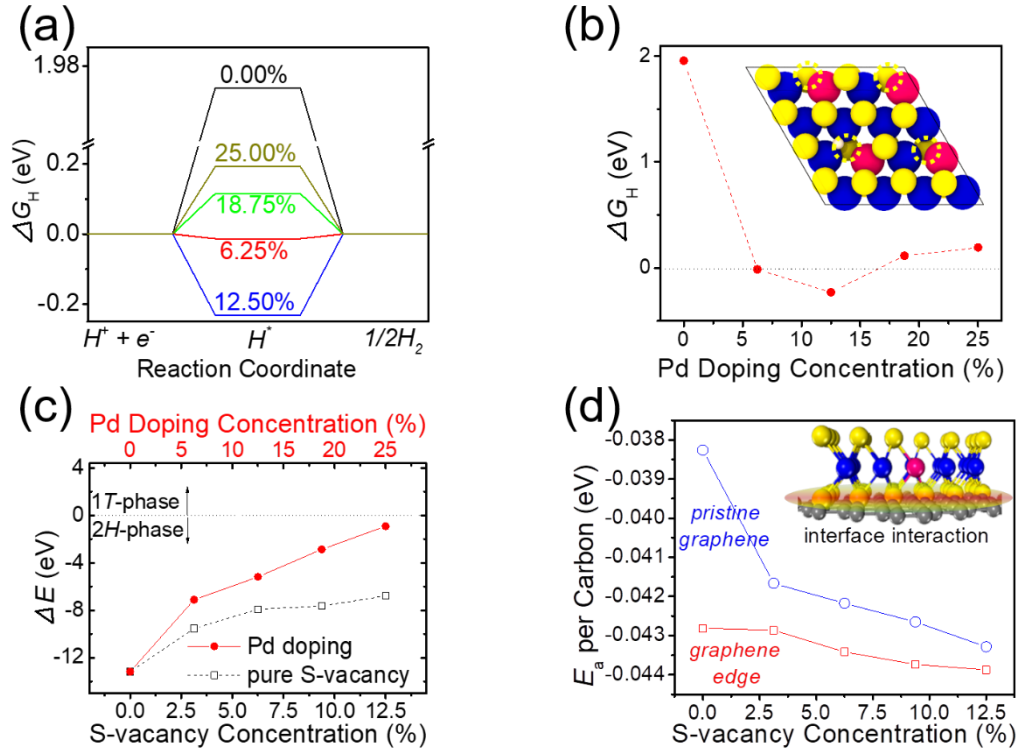 (a)
1.98
0.2
0.0
-0.2
ΔG_H (eV)
0.00%
25.00%
18.75%
6.25%
12.50%
H⁺ + e⁻
H*
1/2H₂
Reaction Coordinate
(b)
2
1
0
ΔG_H (eV)
0 5 10 15 20 25
Pd Doping Concentration (%)
(c)
Pd Doping Concentration (%)
0 5 10 15 20 25
4
0
-4
-8
-12
ΔE (eV)
1T-phase
2H-phase
Pd doping
pure S-vacancy
0.0 2.5 5.0 7.5 10.0 12.5
S-vacancy Concentration (%)
(d)
-0.038
-0.039
-0.040
-0.041
-0.042
-0.043
-0.044
E_a per Carbon (eV)
pristine
graphene
interface interaction
graphene
edge
0.0 2.5 5.0 7.5 10.0 12.5
S-vacancy Concentration (%)